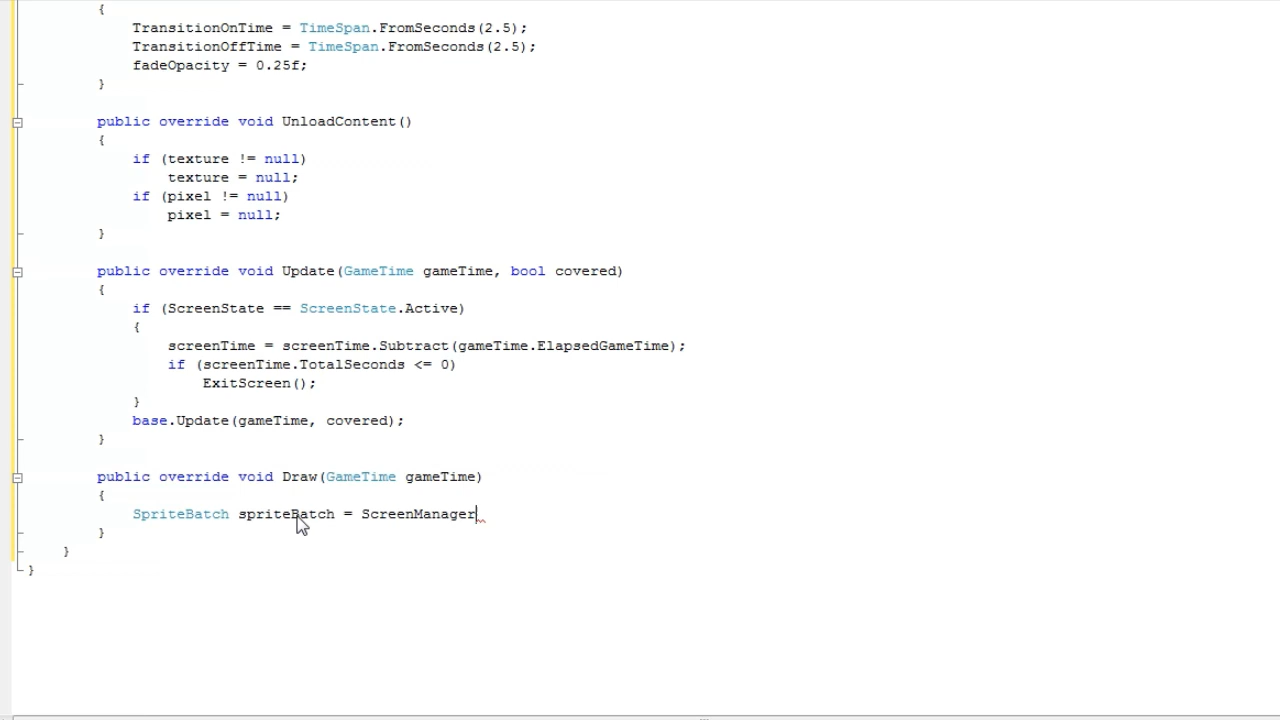 {
TransitionOnTime = TimeSpan.FromSeconds(2.5);
TransitionOffTime = TimeSpan.FromSeconds(2.5);
fadeOpacity = 0.25f;
}
public override void UnloadContent()
{
if (texture != null)
texture = null;
if (pixel != null)
pixel = null;
}
public override void Update(GameTime gameTime, bool covered)
{
if (ScreenState == ScreenState.Active)
{
screenTime = screenTime.Subtract(gameTime.ElapsedGameTime);
if (screenTime.TotalSeconds <= 0)
ExitScreen();
}
base.Update(gameTime, covered);
}
public override void Draw(GameTime gameTime)
{
SpriteBatch spriteBatch = ScreenManager
}
}
}